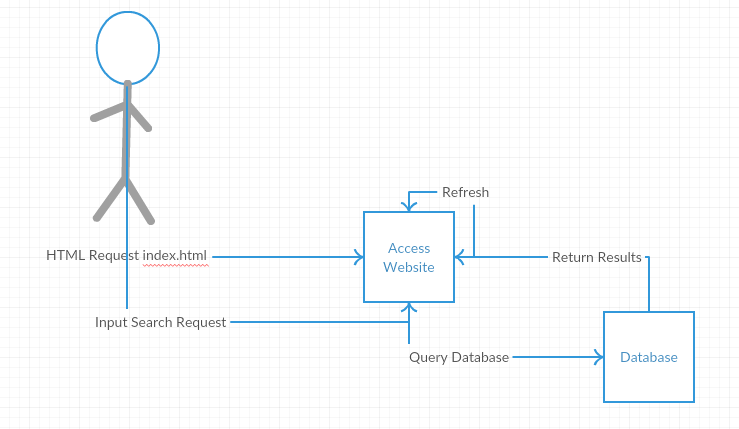 Refresh
Access
Website
HTML Request index.html
Return Results
Input Search Request
Query Database
Database